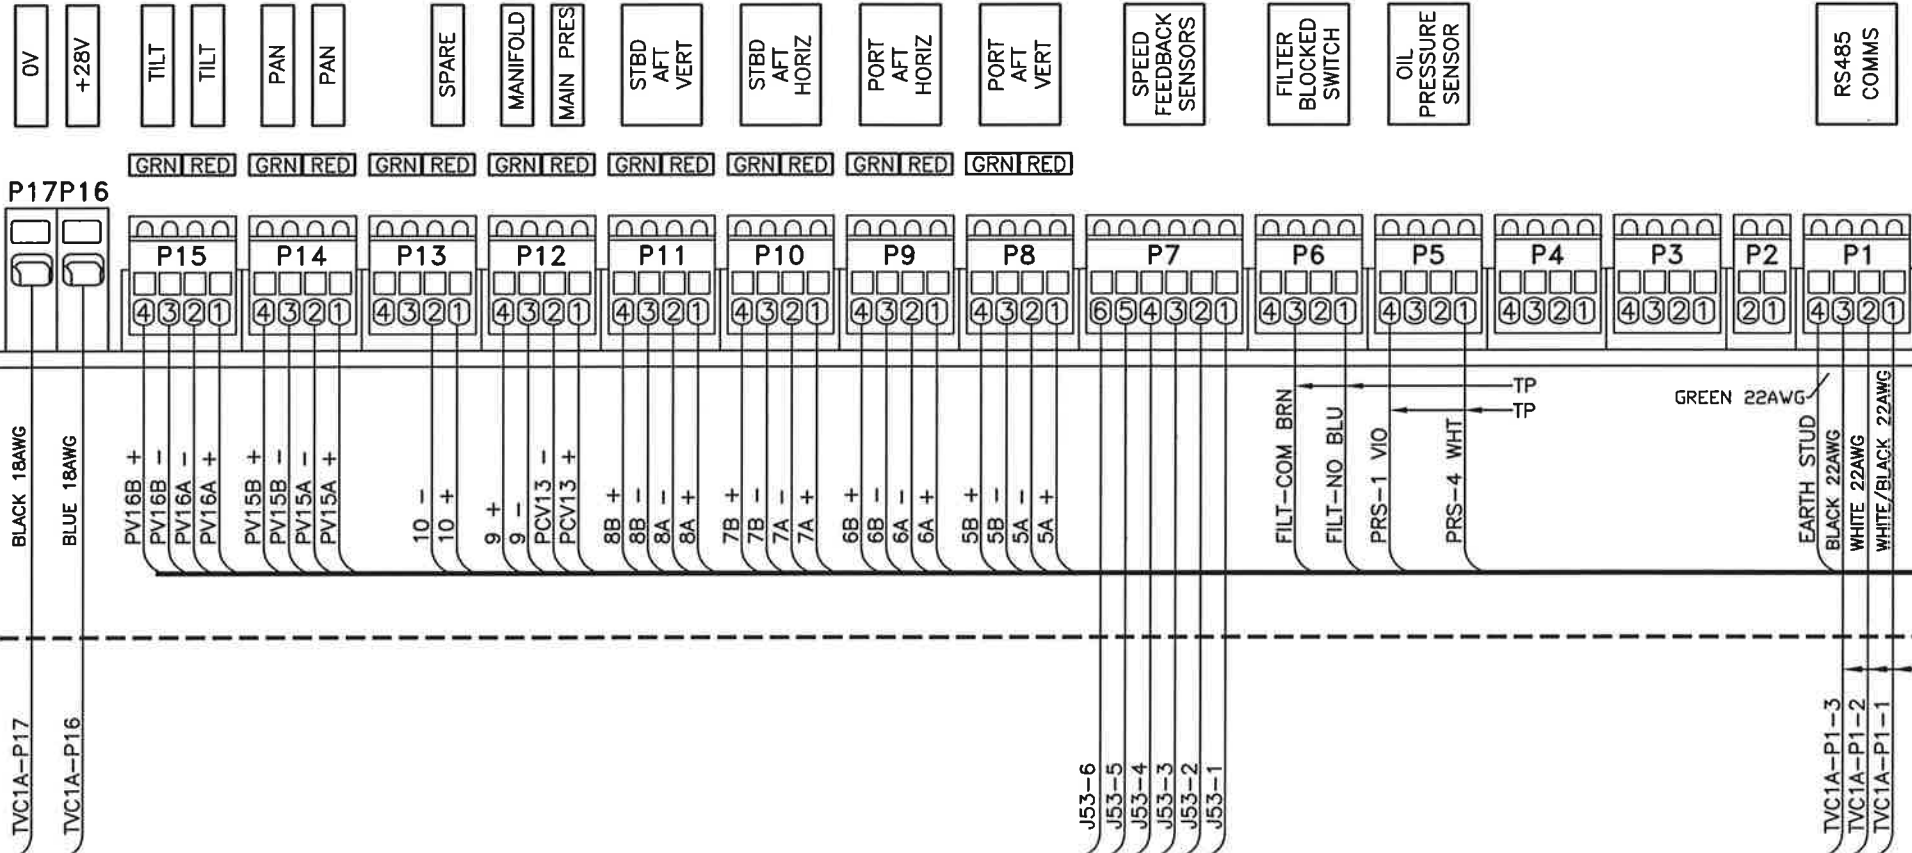 0V
+28V
TILT
TILT
PAN
PAN
SPARE
MANIFOLD
MAIN PRES
STBD
AFT
VERT
STBD
AFT
HORIZ
PORT
AFT
HORIZ
PORT
AFT
VERT
SPEED
FEEDBACK
SENSORS
FILTER
BLOCKED
SWITCH
OIL
PRESSURE
SENSOR
RS485
COMMS
GRN RED
GRN RED
GRN RED
GRN RED
GRN RED
GRN RED
GRN RED
GRN RED
P17 P16
P15
P14
P13
P12
P11
P10
P9
P8
P7
P6
P5
P4
P3
P2
P1
4 3 2 1
4 3 2 1
4 3 2 1
4 3 2 1
4 3 2 1
4 3 2 1
4 3 2 1
4 3 2 1
6 5 4 3 2 1
4 3 2 1
4 3 2 1
4 3 2 1
4 3 2 1
2 1
4 3 2 1
BLACK 18AWG
BLUE 18AWG
PV16B +
PV16B -
PV16A -
PV16A +
PV15B +
PV15B -
PV15A -
PV15A +
10 -
10 +
9 +
9 -
PCV13 -
PCV13 +
8B +
8B -
8A -
8A +
7B +
7B -
7A -
7A +
6B +
6B -
6A -
6A +
5B +
5B -
5A -
5A +
FILT-COM BRN
FILT-NO BLU
PRS-1 VIO
PRS-4 WHT
TP
TP
GREEN 22AWG
EARTH STUD
BLACK 22AWG
WHITE 22AWG
WHITE/BLACK 22AWG
TVC1A-P17
TVC1A-P16
J53-6
J53-5
J53-4
J53-3
J53-2
J53-1
TVC1A-P1-3
TVC1A-P1-2
TVC1A-P1-1